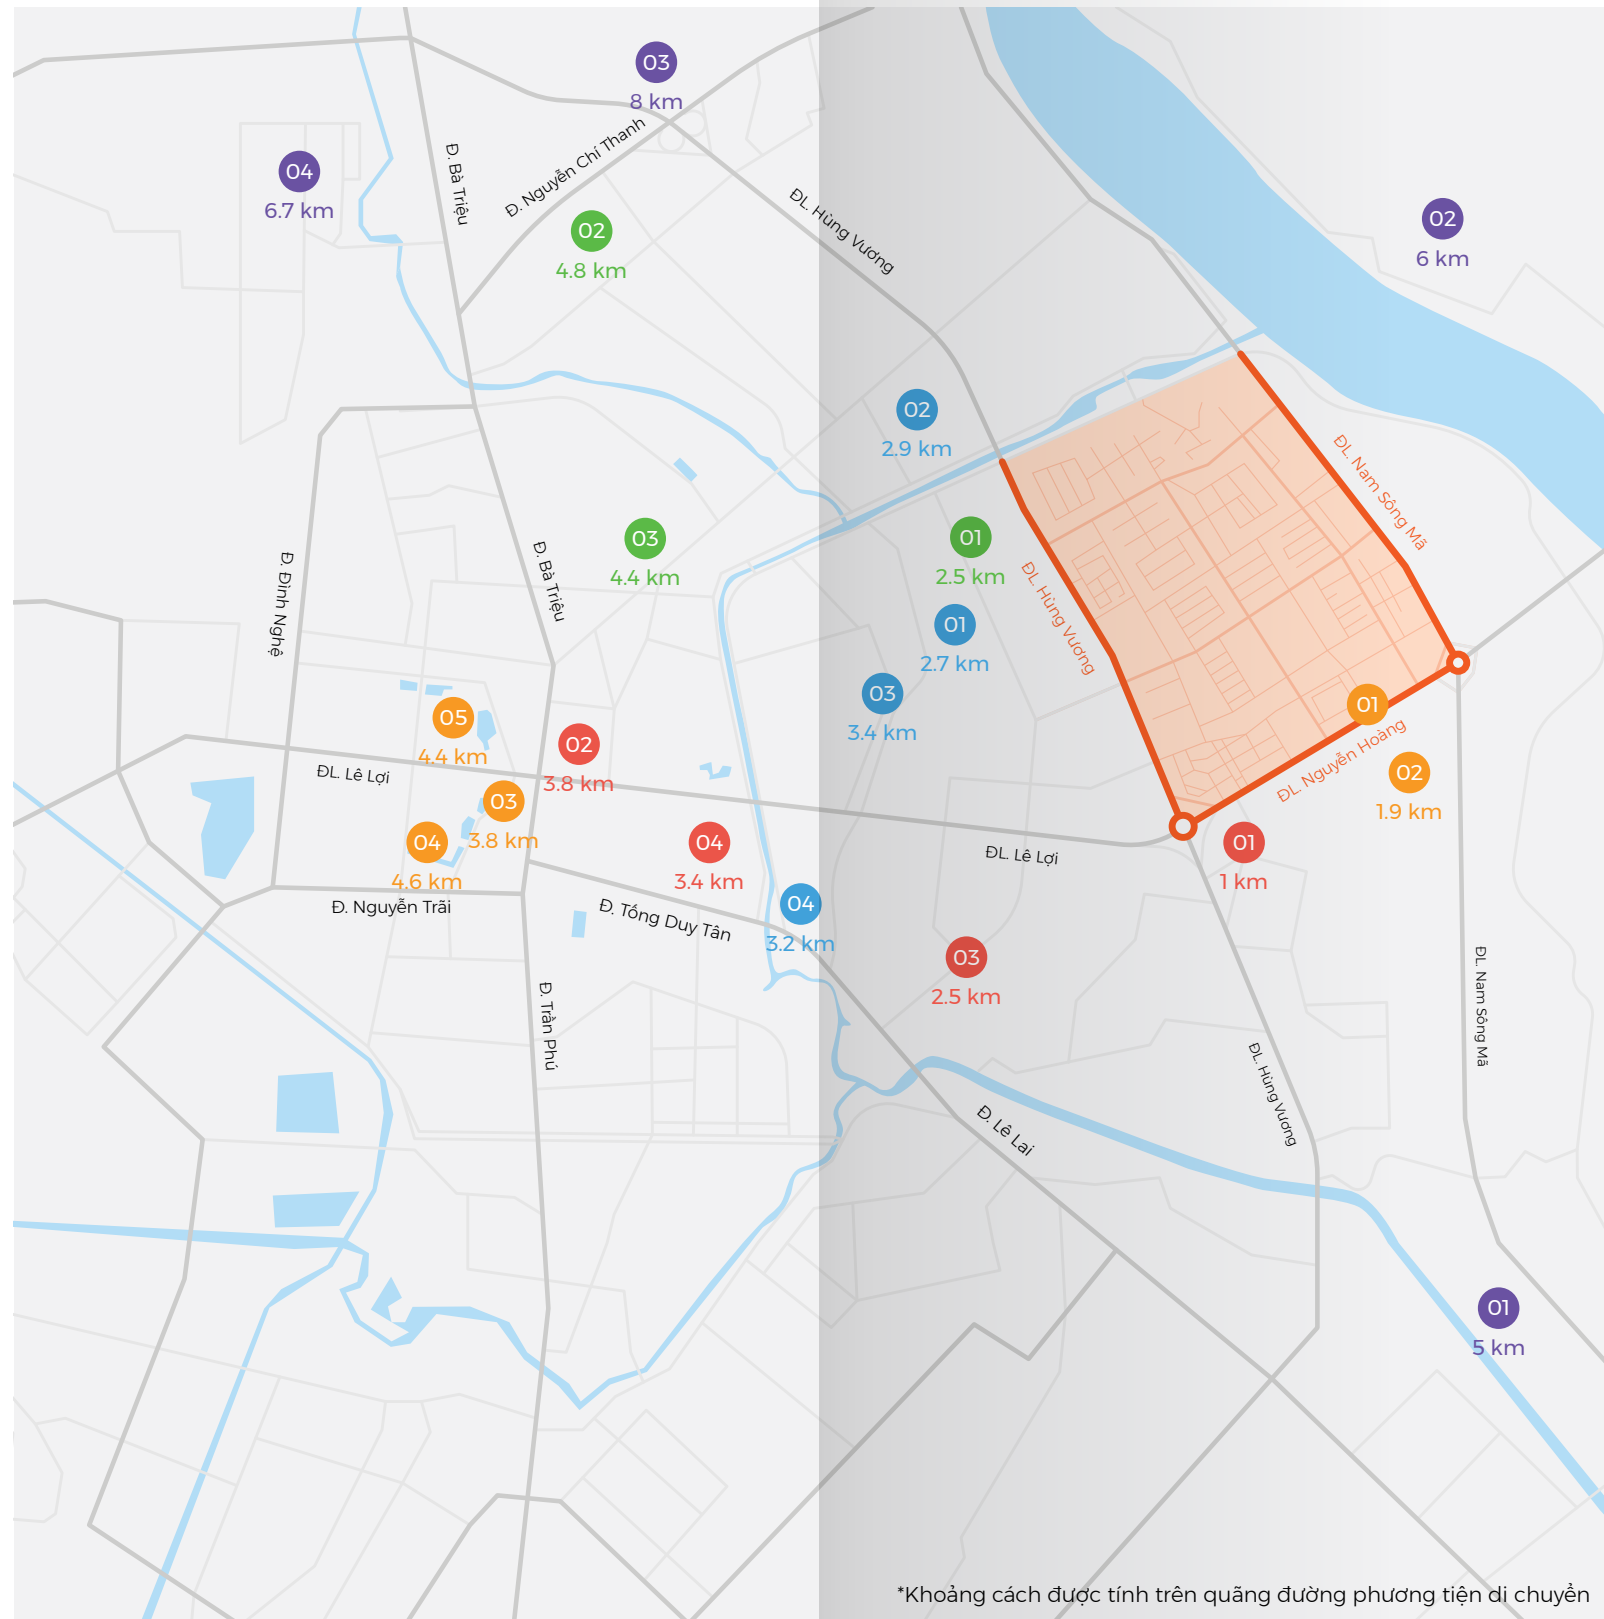 03
8 km
04
6.7 km
Đ. Bà Triệu
Đ. Nguyễn Chí Thanh
02
4.8 km
ĐL. Hùng Vương
02
6 km
02
2.9 km
ĐL. Nam Sông Mã
03
4.4 km
01
2.5 km
Đ. Đình Nghệ
Đ. Bà Triệu
ĐL. Hùng Vương
01
2.7 km
03
3.4 km
05
4.4 km
02
3.8 km
01
ĐL. Nguyễn Hoàng
02
1.9 km
ĐL. Lê Lợi
03
3.8 km
04
4.6 km
04
3.4 km
ĐL. Lê Lợi
01
1 km
Đ. Nguyễn Trãi
Đ. Tống Duy Tân
04
3.2 km
03
2.5 km
ĐL. Nam Sông Mã
Đ. Trần Phú
ĐL. Hùng Vương
Đ. Lê Lai
01
5 km
*Khoảng cách được tính trên quãng đường phương tiện di chuyển